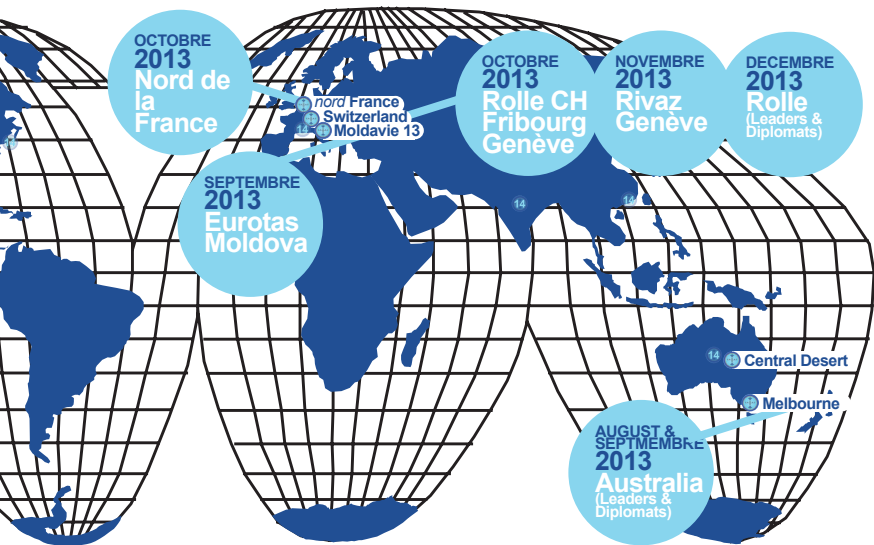 OCTOBRE
2013
Nord de
la
France
nord France
Switzerland
14 Moldavie 13
SEPTEMBRE
2013
Eurotas
Moldova
OCTOBRE
2013
Rolle CH
Fribourg
Genève
NOVEMBRE
2013
Rivaz
Genève
DECEMBRE
2013
Rolle
(Leaders &
Diplomats)
14
14
14
Central Desert
Melbourne
AUGUST &
SEPTMEMBRE
2013
Australia
(Leaders &
Diplomats)